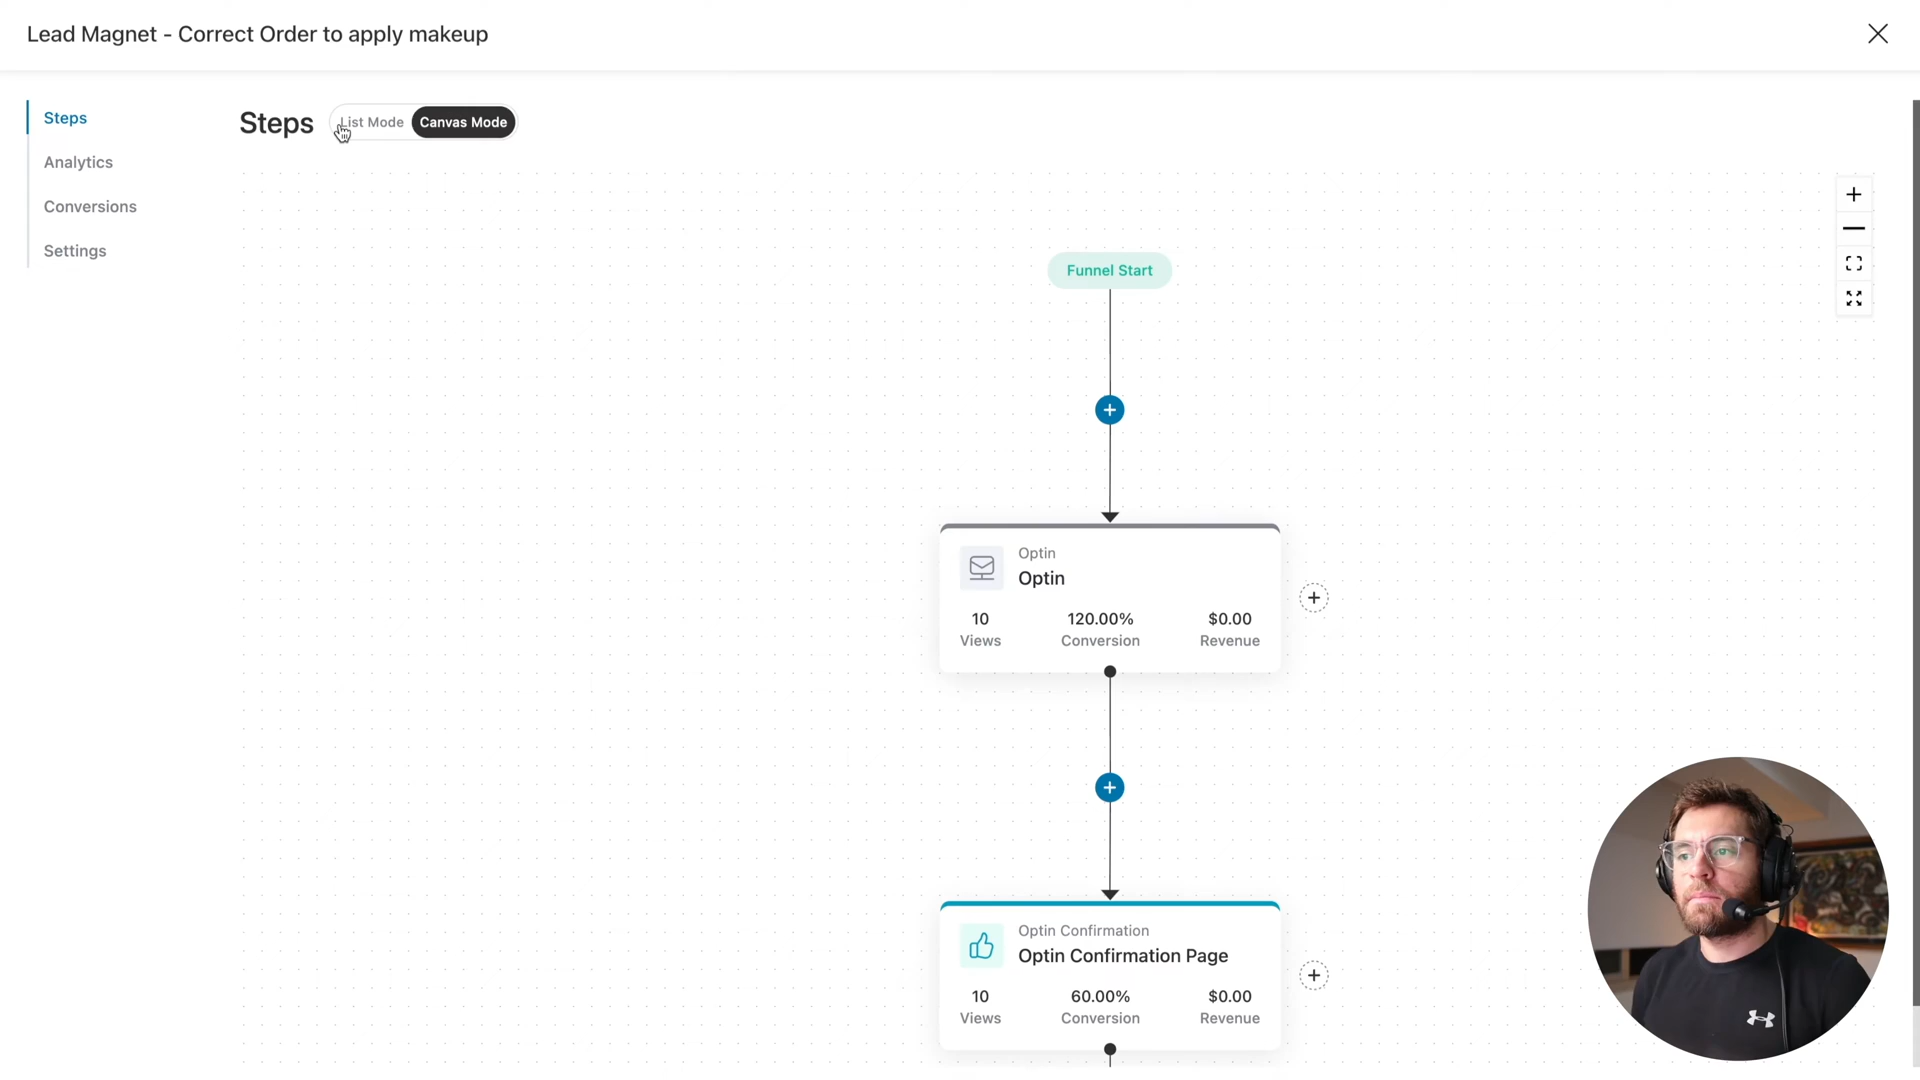 Lead Magnet - Correct Order to apply makeup
Steps
Analytics
Conversions
Settings
Steps
List Mode
Canvas Mode
Funnel Start
Optin
Optin
10
120.00%
$0.00
Views
Conversion
Revenue
Optin Confirmation
Optin Confirmation Page
10
60.00%
$0.00
Views
Conversion
Revenue